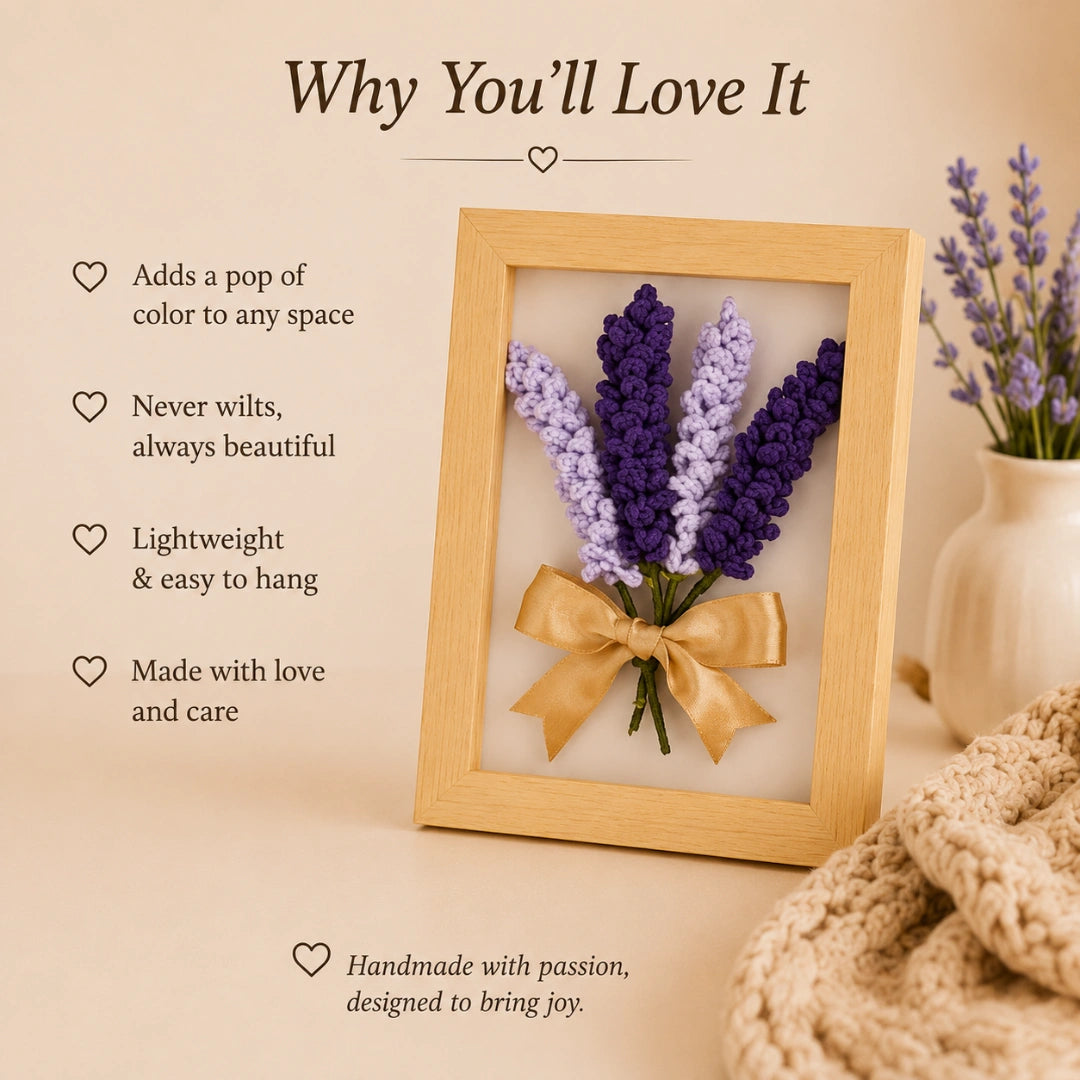 Why You’ll Love It
Adds a pop of
color to any space
Never wilts,
always beautiful
Lightweight
& easy to hang
Made with love
and care
Handmade with passion,
designed to bring joy.